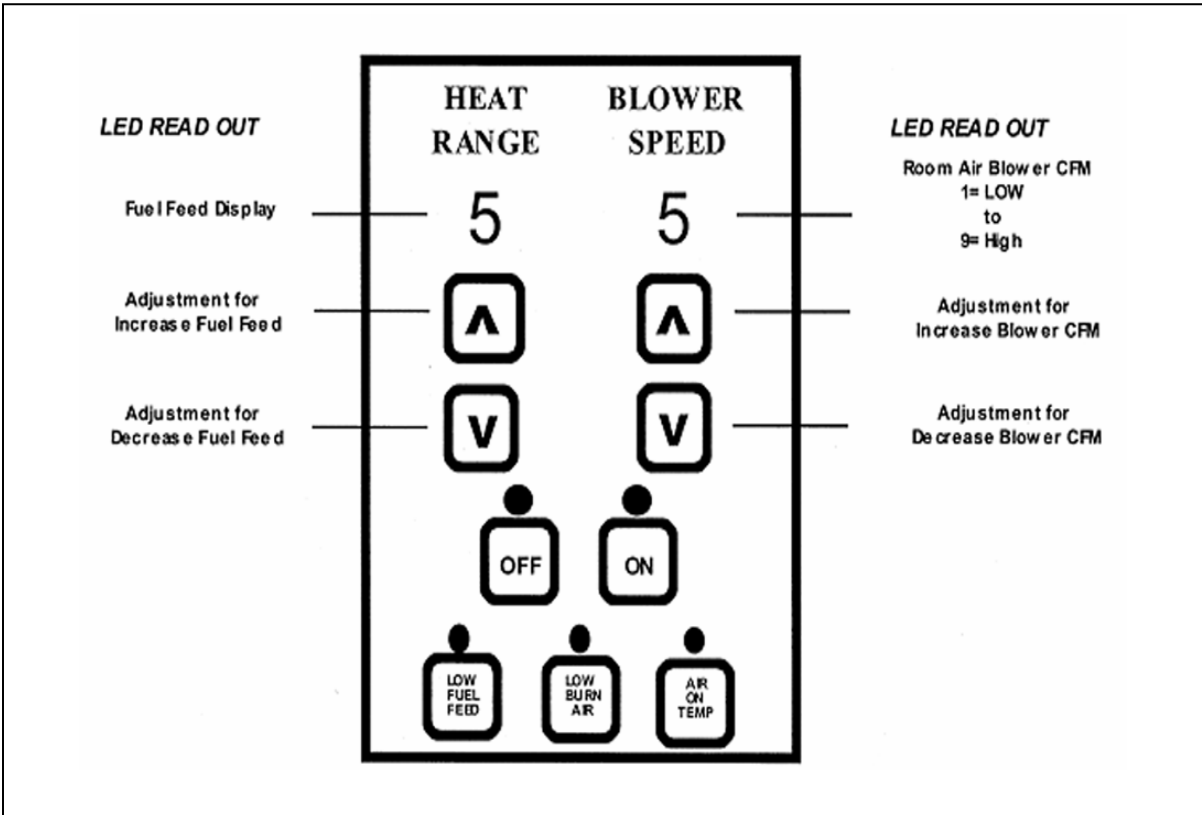 HEAT
RANGE
BLOWER
SPEED
LED READ OUT
Fuel Feed Display
5
5
LED READ OUT
Room Air Blower CFM
1= LOW
to
9= High
Adjustment for
Increase Fuel Feed
ʌ
ʌ
Adjustment for
Increase Blower CFM
Adjustment for
Decrease Fuel Feed
v
v
Adjustment for
Decrease Blower CFM
OFF
ON
LOW
FUEL
FEED
LOW
BURN
AIR
AIR
ON
TEMP